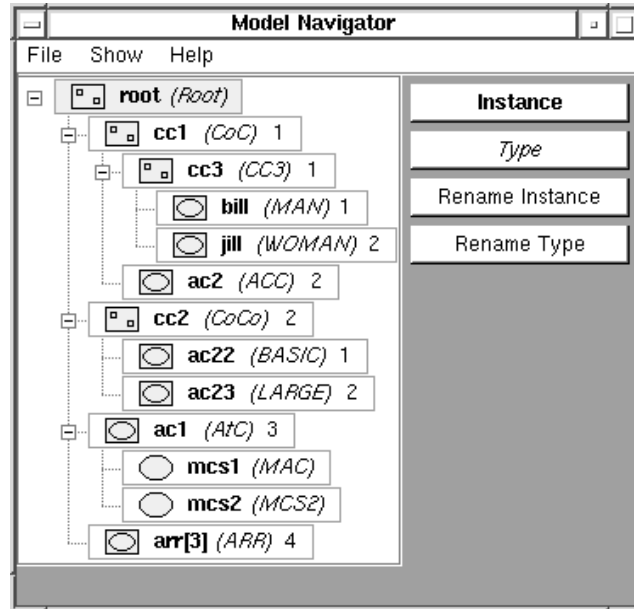 Model Navigator
File Show Help
root (Root)
cc1 (CoC) 1
cc3 (CC3) 1
bill (MAN) 1
jill (WOMAN) 2
ac2 (ACC) 2
cc2 (CoCo) 2
ac22 (BASIC) 1
ac23 (LARGE) 2
ac1 (AtC) 3
mcs1 (MAC)
mcs2 (MCS2)
arr[3] (ARR) 4
Instance
Type
Rename Instance
Rename Type